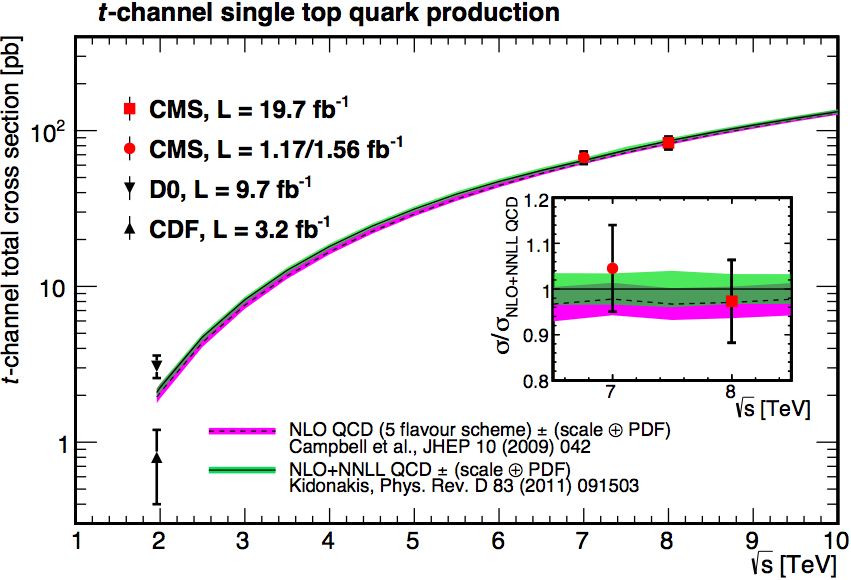 t-channel single top quark production
t-channel total cross section [pb]
CMS, L = 19.7 fb⁻¹
CMS, L = 1.17/1.56 fb⁻¹
D0, L = 9.7 fb⁻¹
CDF, L = 3.2 fb⁻¹
10²
10
1
σ/σNLO+NNLL QCD
1.2
1.1
1
0.9
0.8
7 8
√s [TeV]
NLO QCD (5 flavour scheme) ± (scale ⊕ PDF)
Campbell et al., JHEP 10 (2009) 042
NLO+NNLL QCD ± (scale ⊕ PDF)
Kidonakis, Phys. Rev. D 83 (2011) 091503
1 2 3 4 5 6 7 8 9 10
√s [TeV]